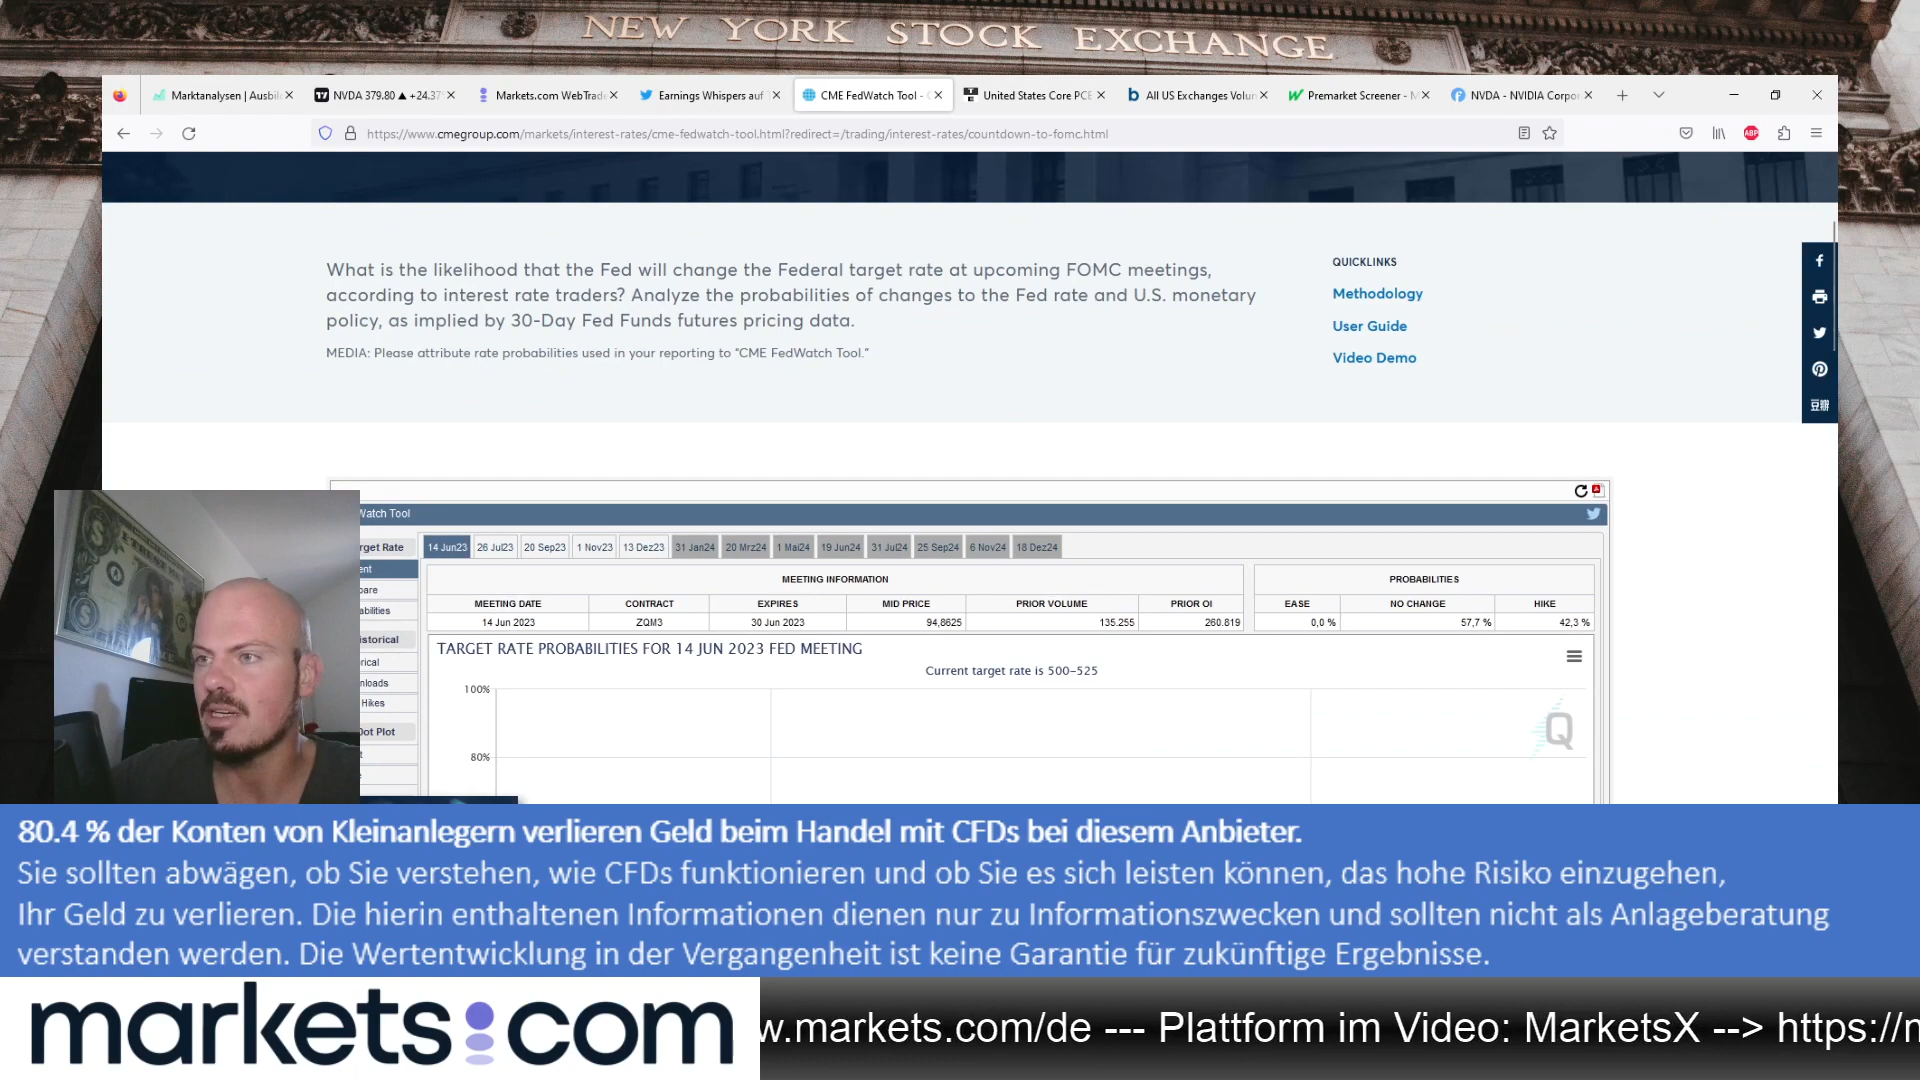 NEW YORK STOCK EXCHANGE
Marktanalysen | Ausbil
NVDA 379.80 ▲ +24.37
Markets.com WebTrade
Earnings Whispers auf
CME FedWatch Tool -
United States Core PCE
All US Exchanges Volum
Premarket Screener -
NVDA - NVIDIA Corpor
https://www.cmegroup.com/markets/interest-rates/cme-fedwatch-tool.html?redirect=/trading/interest-rates/countdown-to-fomc.html
ABP
What is the likelihood that the Fed will change the Federal target rate at upcoming FOMC meetings,
according to interest rate traders? Analyze the probabilities of changes to the Fed rate and U.S. monetary
policy, as implied by 30-Day Fed Funds futures pricing data.
MEDIA: Please attribute rate probabilities used in your reporting to “CME FedWatch Tool.”
QUICKLINKS
Methodology
User Guide
Video Demo
豆瓣
Watch Tool
rget Rate
ent
pare
abilities
istorical
rical
nloads
Hikes
Dot Plot
14 Jun23 26 Jul23 20 Sep23 1 Nov23 13 Dez23 31 Jan24 20 Mrz24 1 Mai24 19 Jun24 31 Jul24 25 Sep24 6 Nov24 18 Dez24
MEETING INFORMATION
MEETING DATE CONTRACT EXPIRES MID PRICE PRIOR VOLUME PRIOR OI
14 Jun 2023 ZQM3 30 Jun 2023 94,8625 135.255 260.819
PROBABILITIES
EASE NO CHANGE HIKE
0,0 % 57,7 % 42,3 %
TARGET RATE PROBABILITIES FOR 14 JUN 2023 FED MEETING
Current target rate is 500–525
100%
80%
Q
80.4 % der Konten von Kleinanlegern verlieren Geld beim Handel mit CFDs bei diesem Anbieter.
Sie sollten abwägen, ob Sie verstehen, wie CFDs funktionieren und ob Sie es sich leisten können, das hohe Risiko einzugehen,
Ihr Geld zu verlieren. Die hierin enthaltenen Informationen dienen nur zu Informationszwecken und sollten nicht als Anlageberatung
verstanden werden. Die Wertentwicklung in der Vergangenheit ist keine Garantie für zukünftige Ergebnisse.
markets.com
w.markets.com/de --- Plattform im Video: MarketsX --> https://m